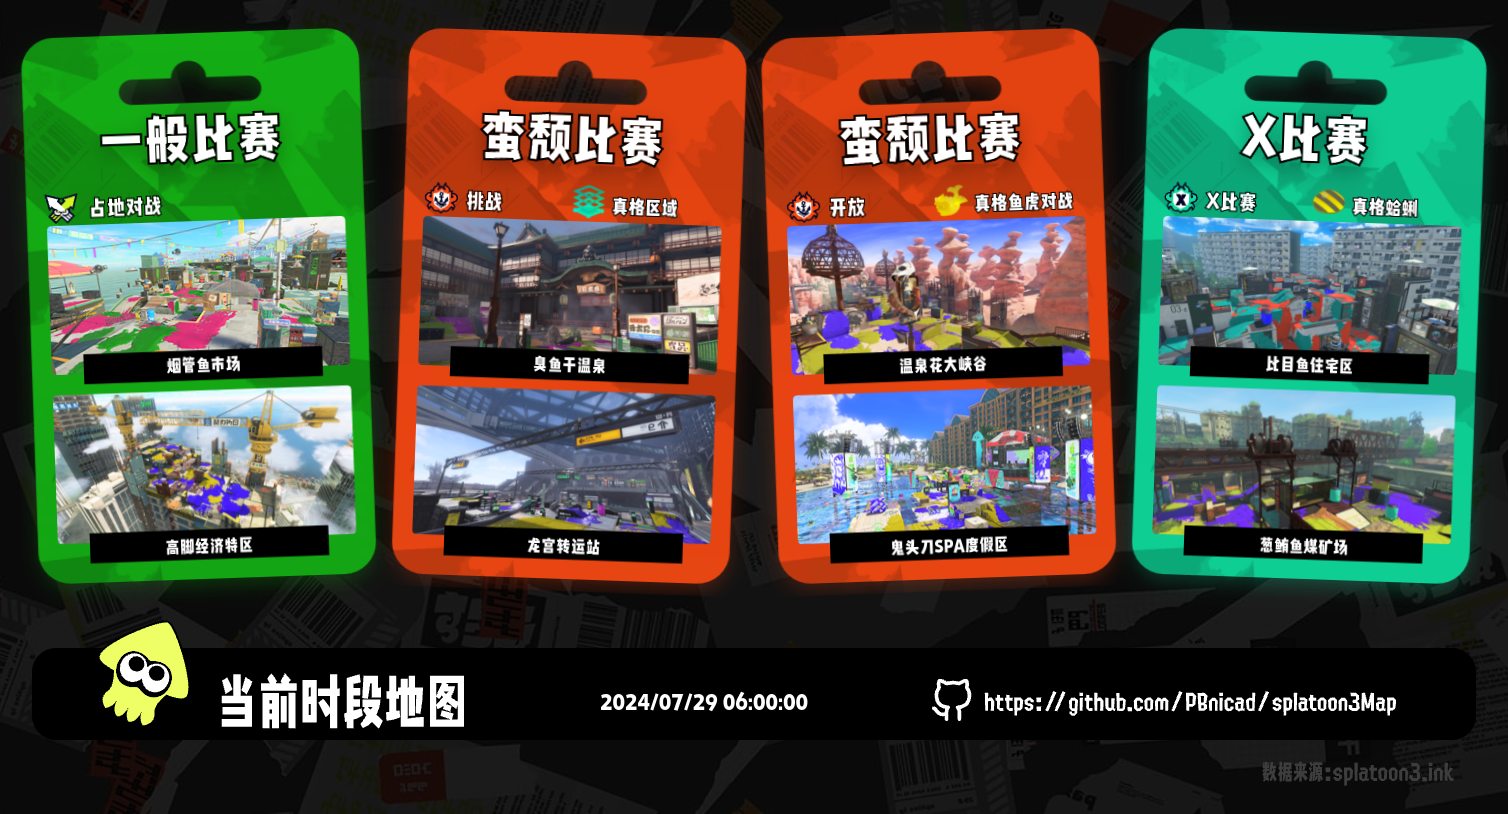 一般比赛
占地对战
烟管鱼市场
高脚经济特区
蛮颓比赛
挑战
真格区域
臭鱼干温泉
龙宫转运站
蛮颓比赛
开放
真格鱼虎对战
温泉花大峡谷
鬼头刀SPA度假区
X比赛
X比赛
真格蛤蜊
比目鱼住宅区
葱鲔鱼煤矿场
当前时段地图
2024/07/29 06:00:00
https://github.com/PBnicad/splatoon3Map
数据来源:splatoon3.ink